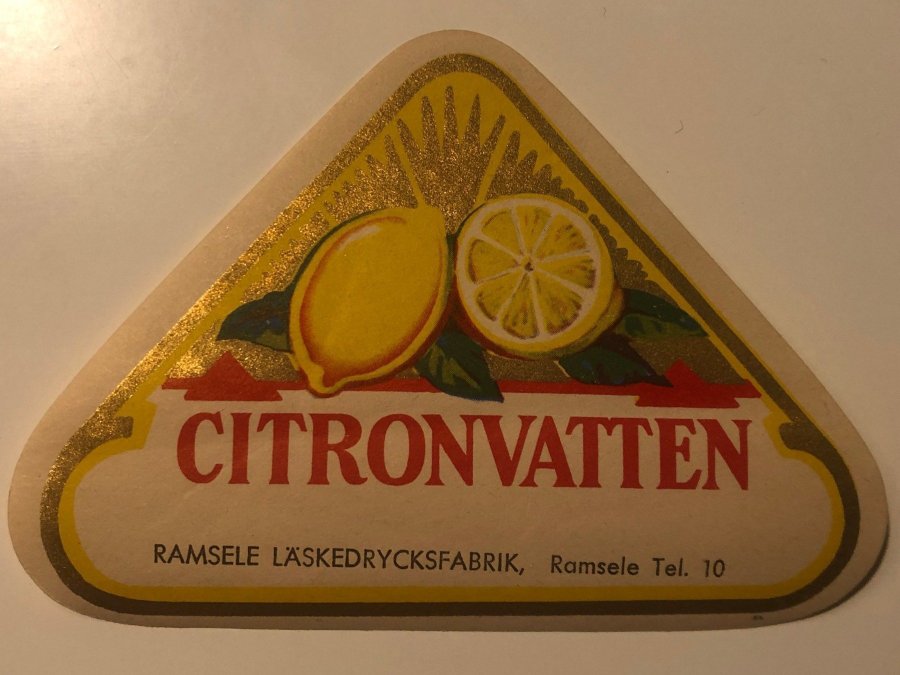 CITRONVATTEN
RAMSELE LÄSKEDRYCKSFABRIK, Ramsele Tel. 10